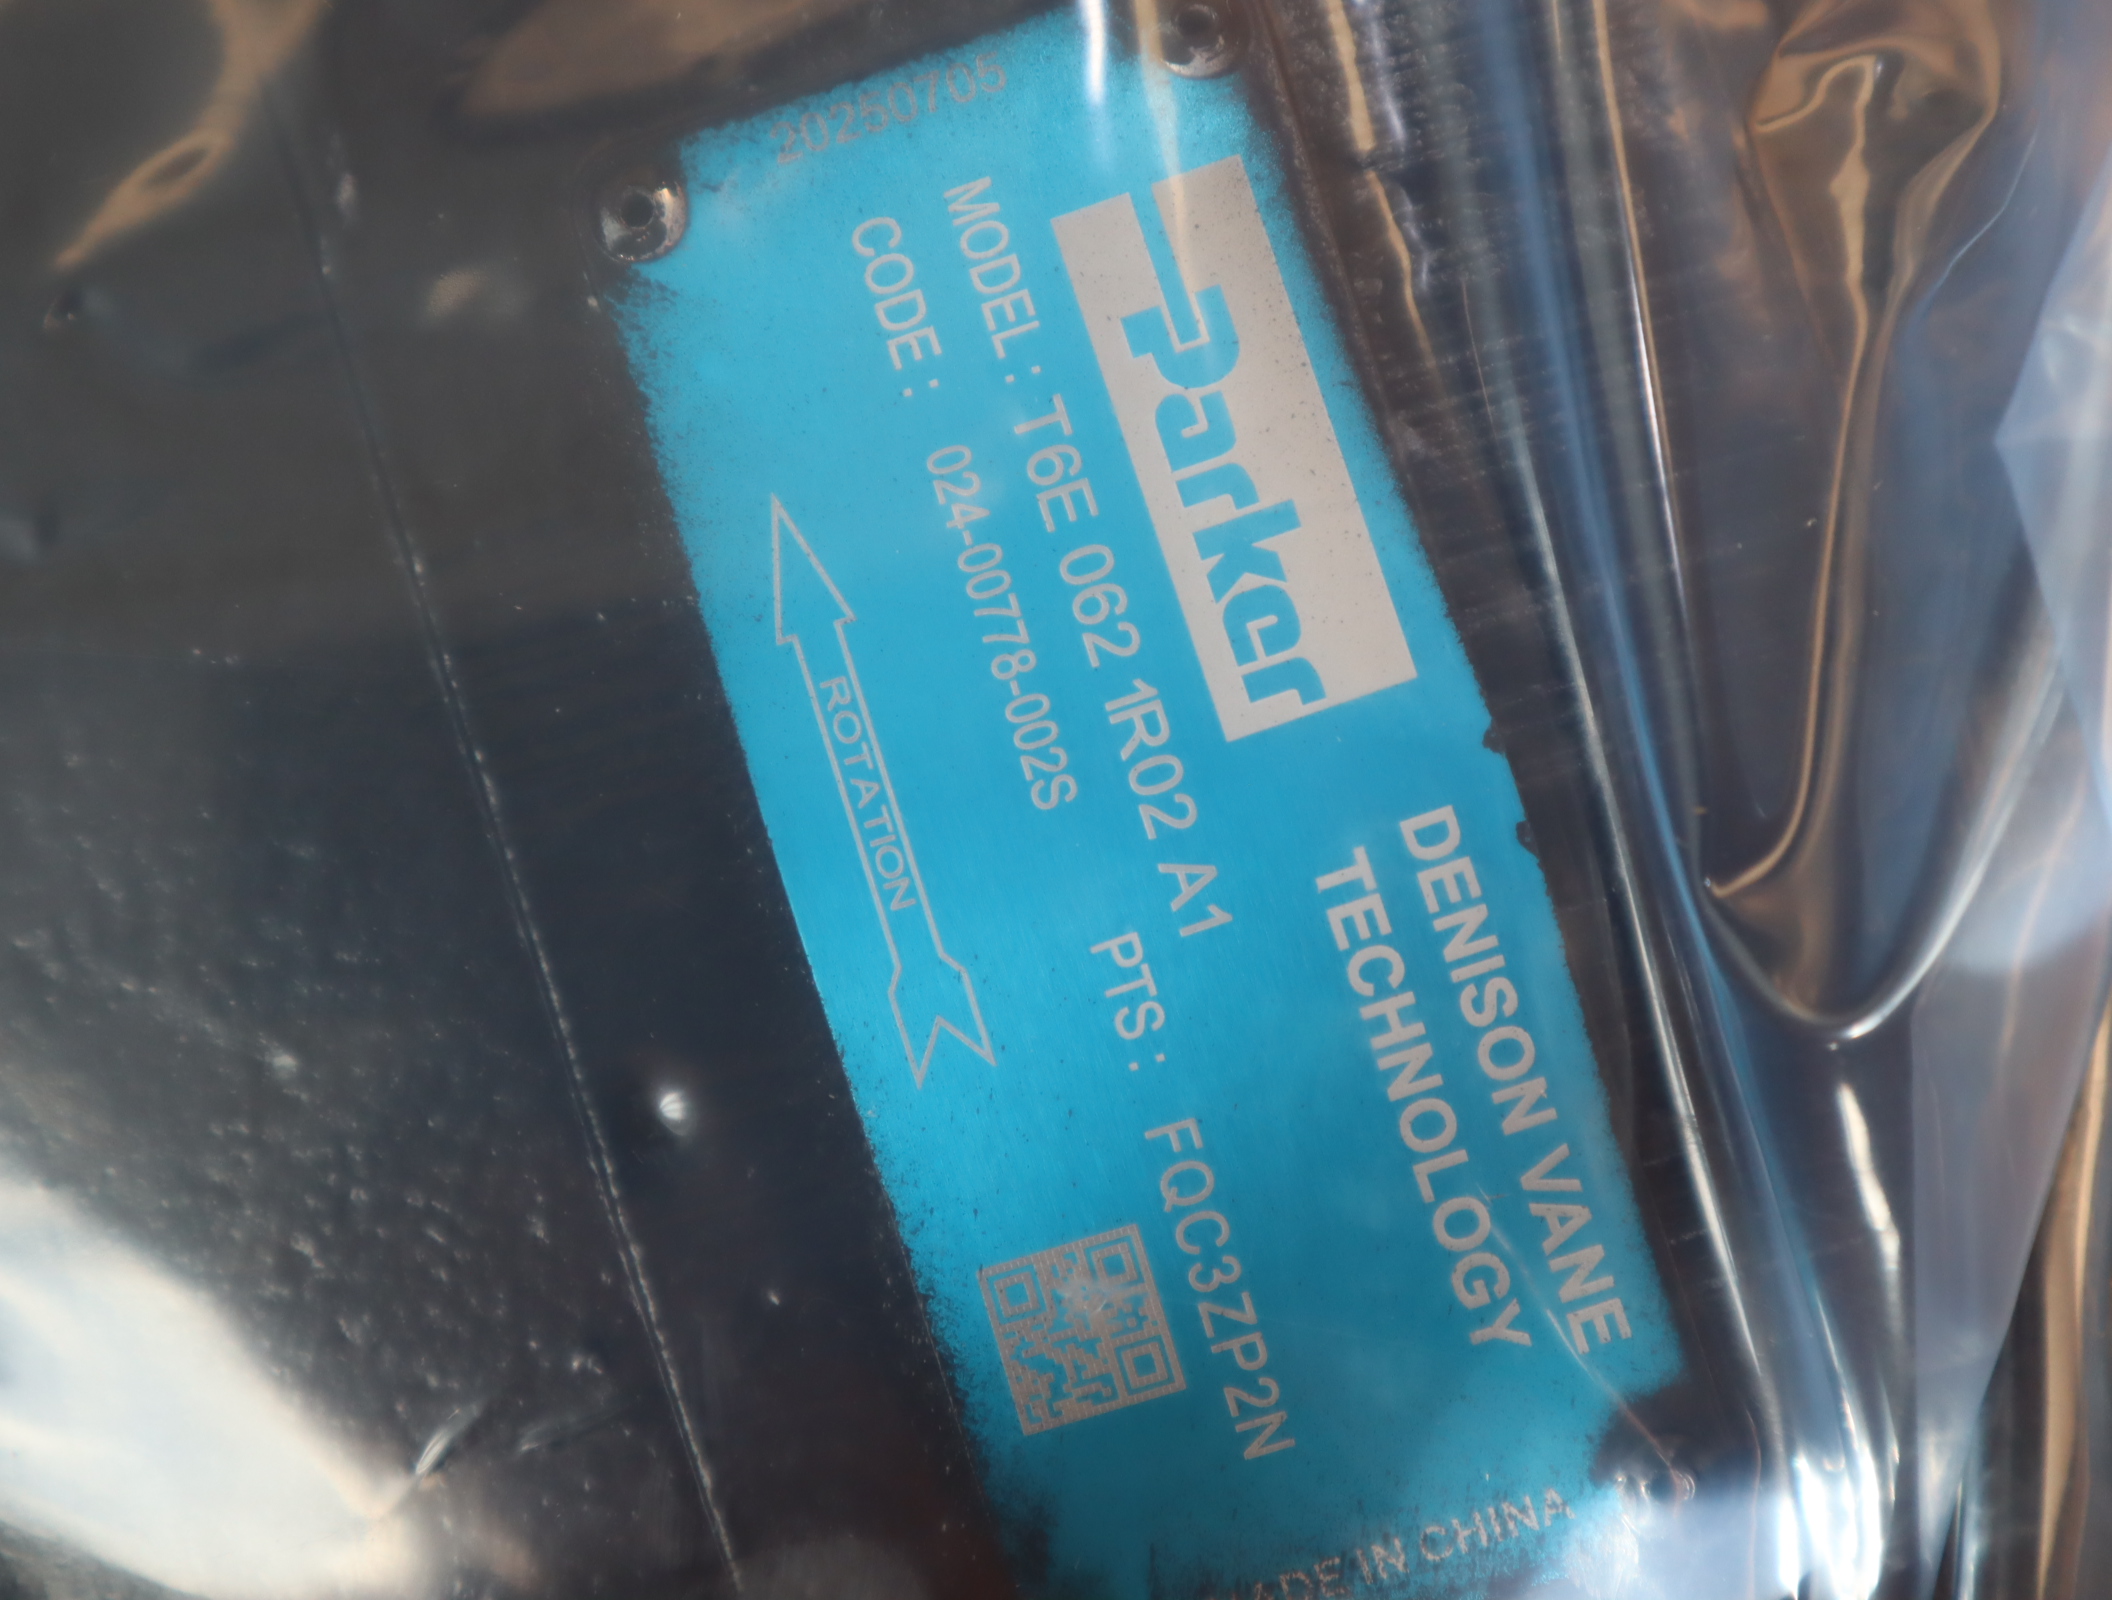 20250705
Parker
DENISON VANE
TECHNOLOGY
MODEL : T6E 062 1R02 A1
CODE : 024-00778-002S
PTS : FQC3ZP2N
ROTATION
MADE IN CHINA